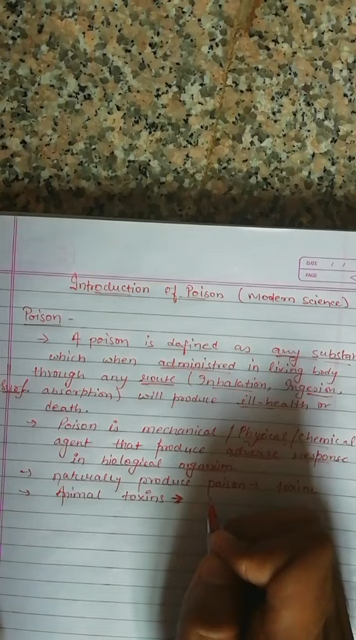 DATE / /
PAGE
Introduction of Poison (Modern Science)
Poison -
→ A poison is defined as any substan
which when administred in living body
through any route (Inhalation, Ingesion,
Surf. absorption) will produce ill-health or
death.
→ Poison is mechanical / Physical / chemical
agent that produce adverse response
in biological organism
→ naturally produce poison → toxins
→ Animal toxins →